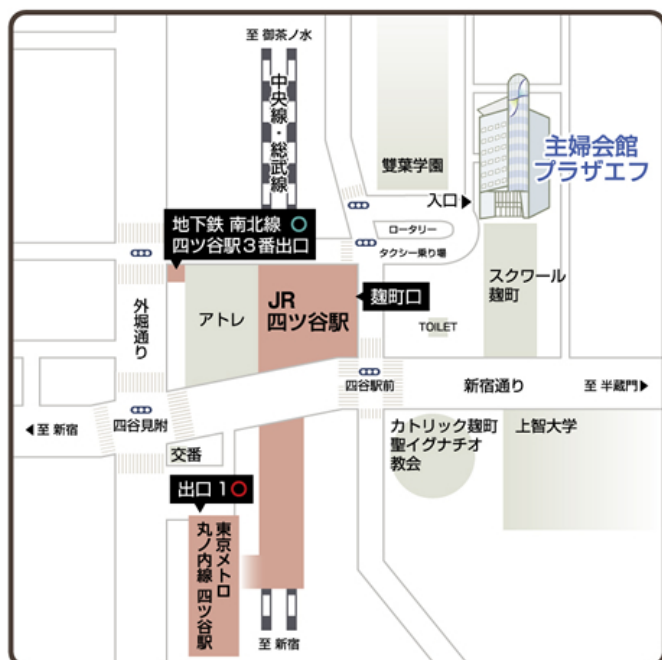 至 御茶ノ水
中央線・総武線
雙葉学園
主婦会館
プラザエフ
入口
地下鉄 南北線
四ツ谷駅3番出口
ロータリー
タクシー乗り場
スクワール
麹町
外堀通り
アトレ
JR
四ツ谷駅
麹町口
TOILET
四谷駅前
新宿通り
至 半蔵門
至 新宿
四谷見附
カトリック麹町
聖イグナチオ
教会
上智大学
交番
出口 1
東京メトロ
丸ノ内線 四ツ谷駅
至 新宿